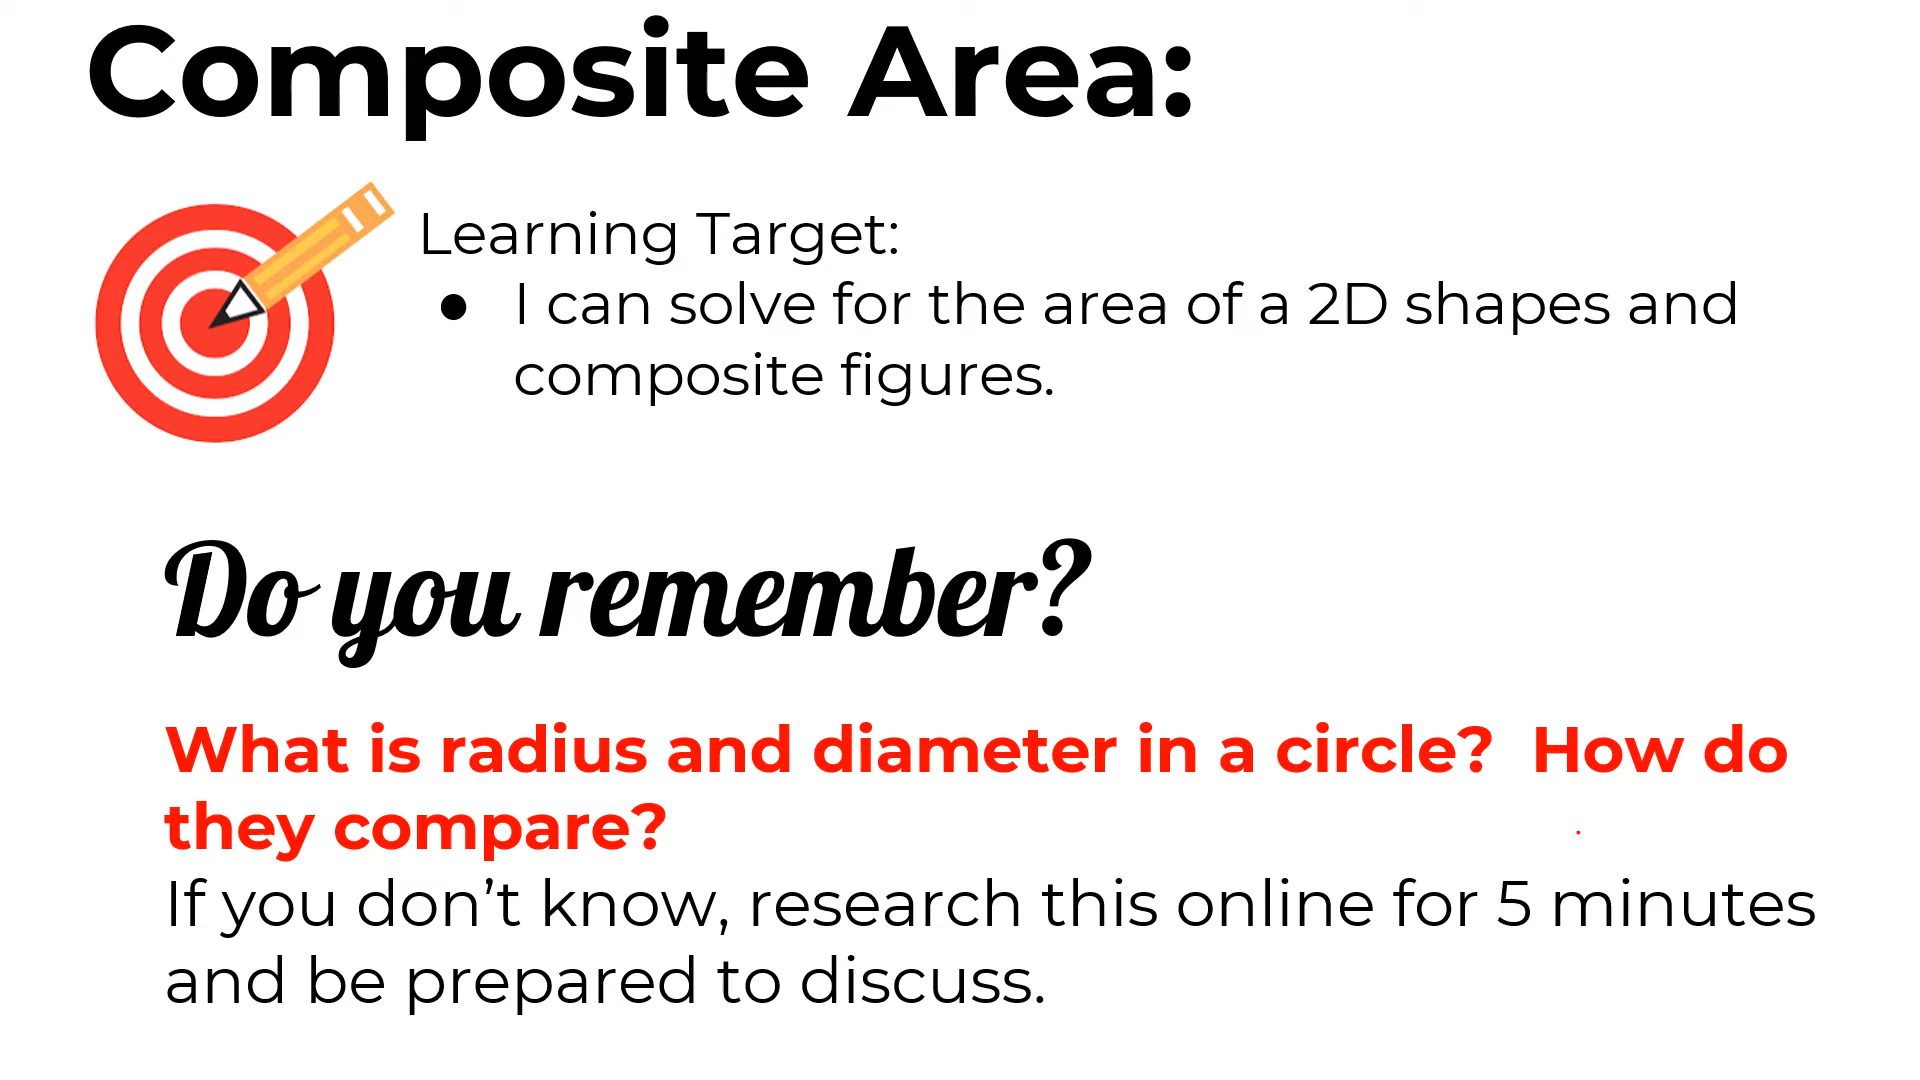 Composite Area:
Learning Target:
● I can solve for the area of a 2D shapes and
composite figures.
Do you remember?
What is radius and diameter in a circle?  How do
they compare?
If you don’t know, research this online for 5 minutes
and be prepared to discuss.